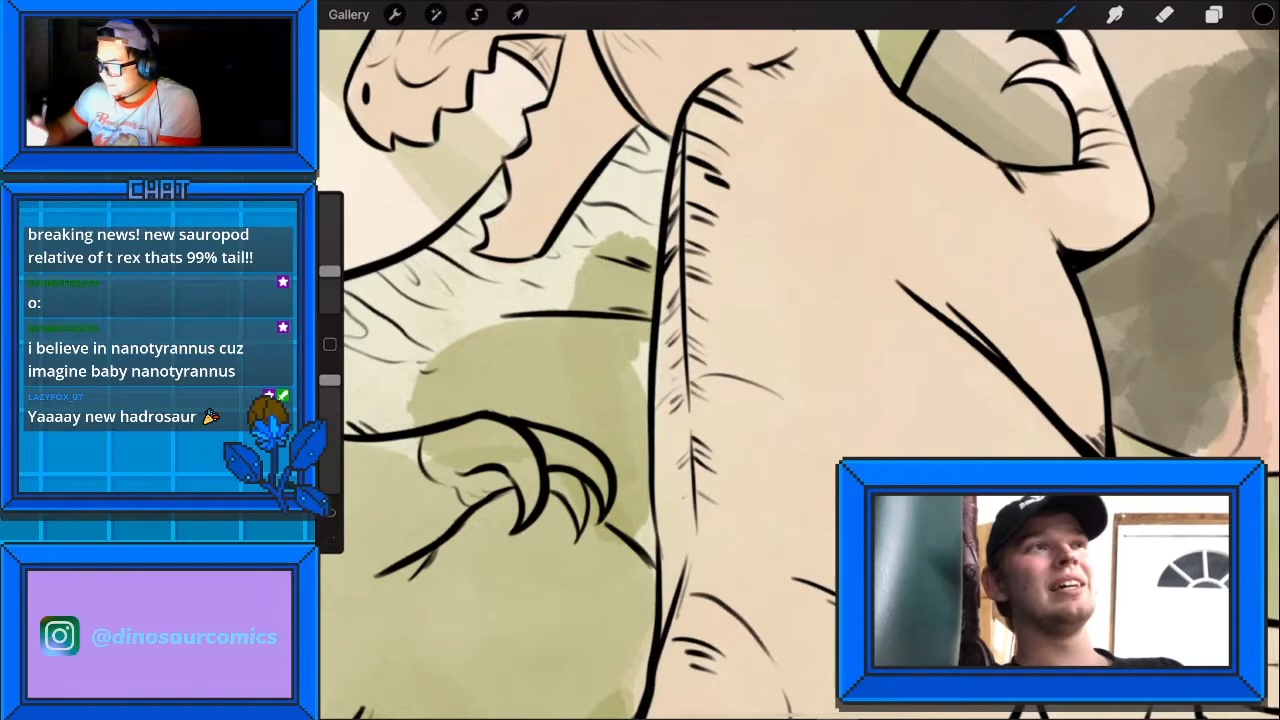 Gallery
CHAT
breaking news! new sauropod
relative of t rex thats 99% tail!!
o:
i believe in nanotyrannus cuz
imagine baby nanotyrannus
LAZYFOX_07
Yaaaay new hadrosaur
@dinosaurcomics